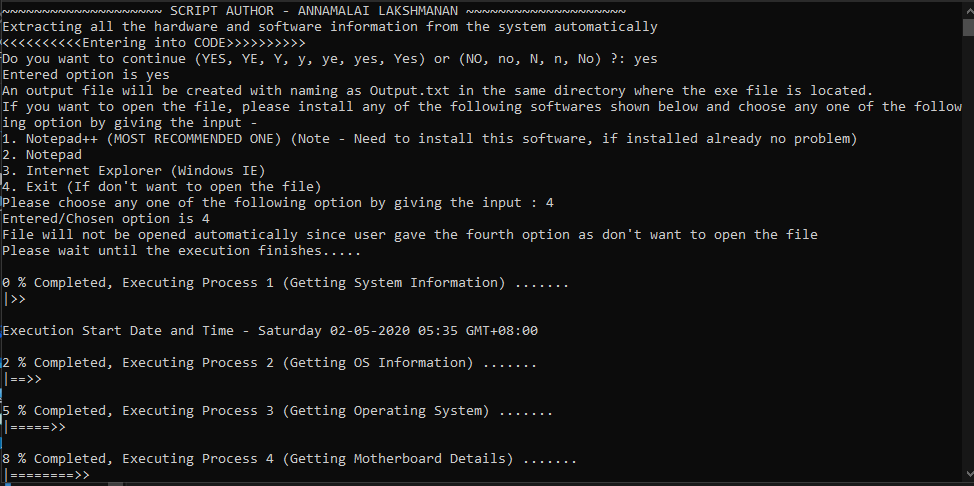 ~~~~~~~~~~~~~~~~~~~~ SCRIPT AUTHOR - ANNAMALAI LAKSHMANAN ~~~~~~~~~~~~~~~~~~~~
Extracting all the hardware and software information from the system automatically
<<<<<<<<<<Entering into CODE>>>>>>>>>>
Do you want to continue (YES, YE, Y, y, ye, yes, Yes) or (NO, no, N, n, No) ?: yes
Entered option is yes
An output file will be created with naming as Output.txt in the same directory where the exe file is located.
If you want to open the file, please install any of the following softwares shown below and choose any one of the follow
ing option by giving the input -
1. Notepad++ (MOST RECOMMENDED ONE) (Note - Need to install this software, if installed already no problem)
2. Notepad
3. Internet Explorer (Windows IE)
4. Exit (If don't want to open the file)
Please choose any one of the following option by giving the input : 4
Entered/Chosen option is 4
File will not be opened automatically since user gave the fourth option as don't want to open the file
Please wait until the execution finishes.....
0 % Completed, Executing Process 1 (Getting System Information) .......
|>>
Execution Start Date and Time - Saturday 02-05-2020 05:35 GMT+08:00
2 % Completed, Executing Process 2 (Getting OS Information) .......
|==>>
5 % Completed, Executing Process 3 (Getting Operating System) .......
|=====>>
8 % Completed, Executing Process 4 (Getting Motherboard Details) .......
|========>>